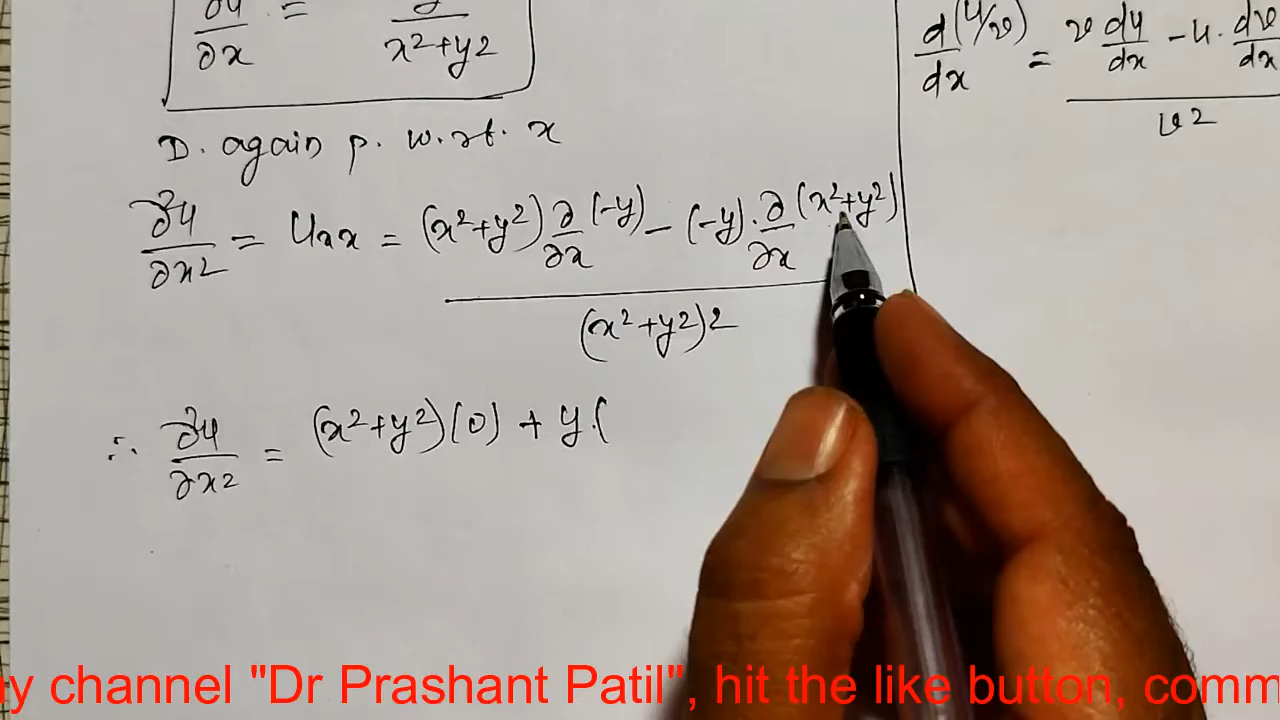 ∂u/∂x = /x²+y²
d(u/v)/dx = v du/dx - u. dv/dx / v²
D. again p. w.r.t. x
∂²u/∂x² = uxx = (x²+y²) ∂/∂x (-y) - (-y). ∂/∂x (x²+y²) / (x²+y²)²
∴ ∂²u/∂x² = (x²+y²)(0) + y.(
y channel "Dr Prashant Patil", hit the like button, comm